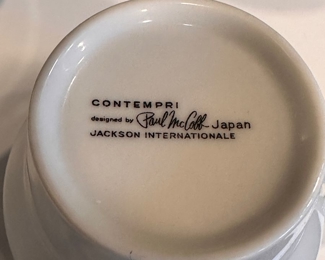 CONTEMPRI
designed by Paul McCobb Japan
JACKSON INTERNATIONALE